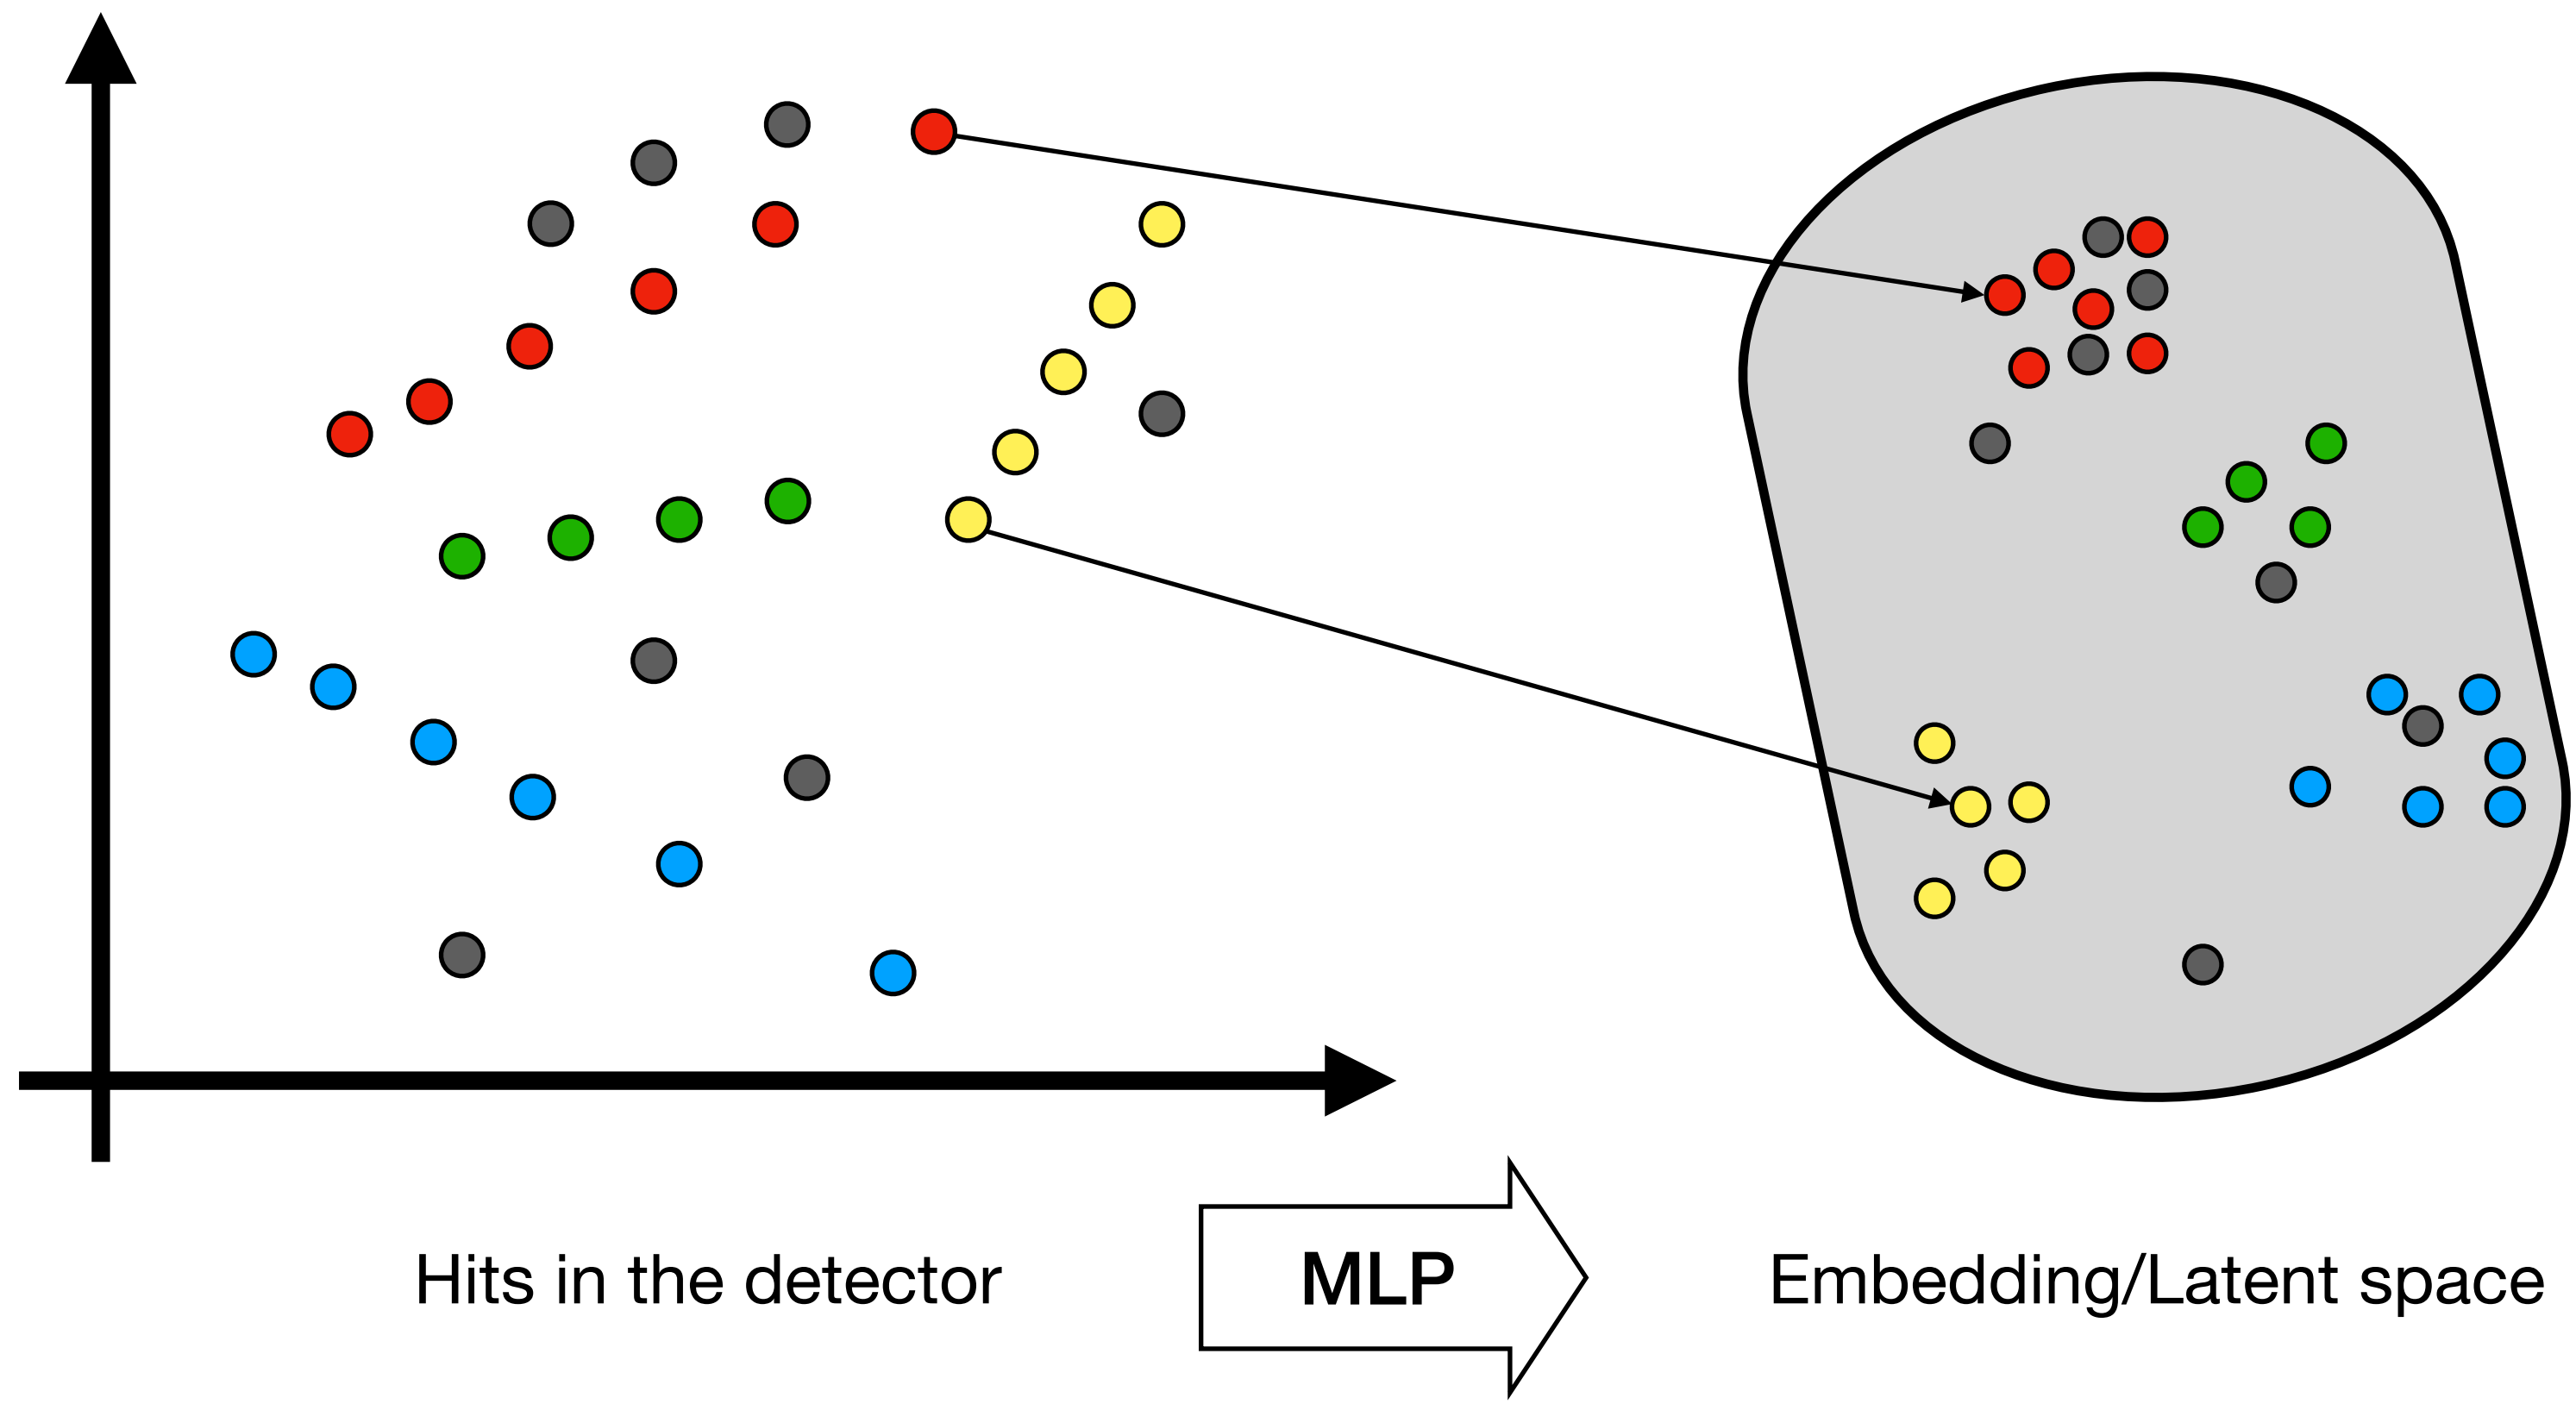 Hits in the detector
MLP
Embedding/Latent space